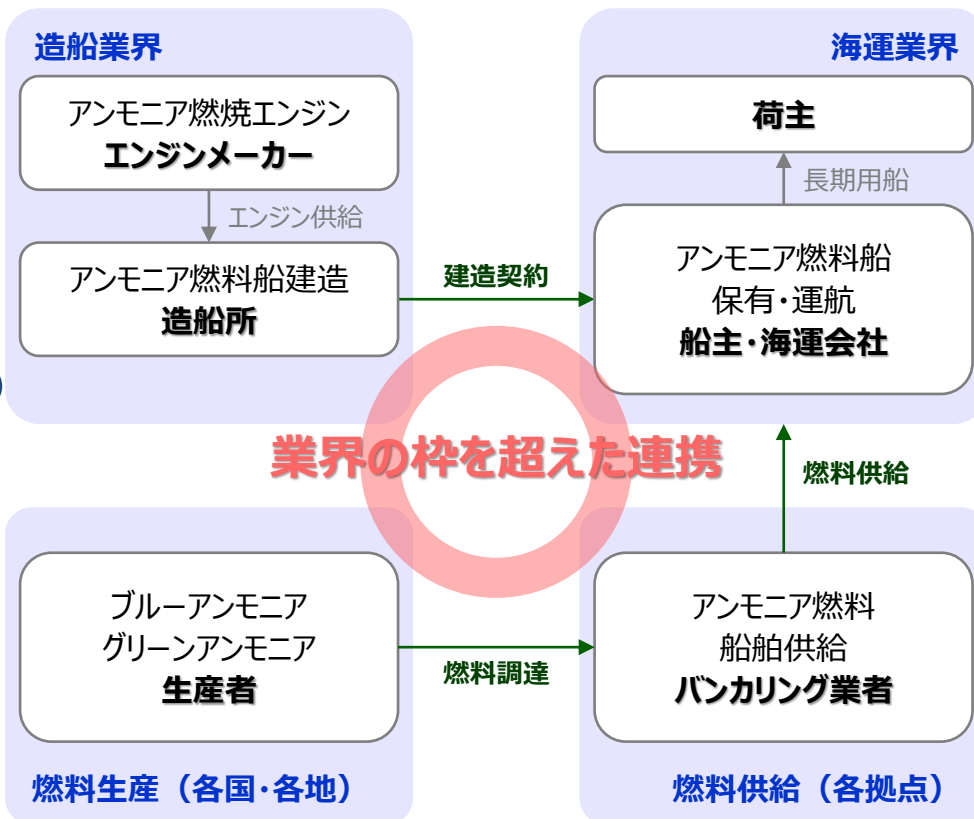 造船業界
アンモニア燃焼エンジン
エンジンメーカー
エンジン供給
アンモニア燃料船建造
造船所
建造契約
海運業界
荷主
長期用船
アンモニア燃料船
保有・運航
船主・海運会社
)
業界の枠を超えた連携
燃料供給
ブルーアンモニア
グリーンアンモニア
生産者
燃料調達
アンモニア燃料
船舶供給
バンカリング業者
燃料生産（各国・各地）
燃料供給（各拠点）